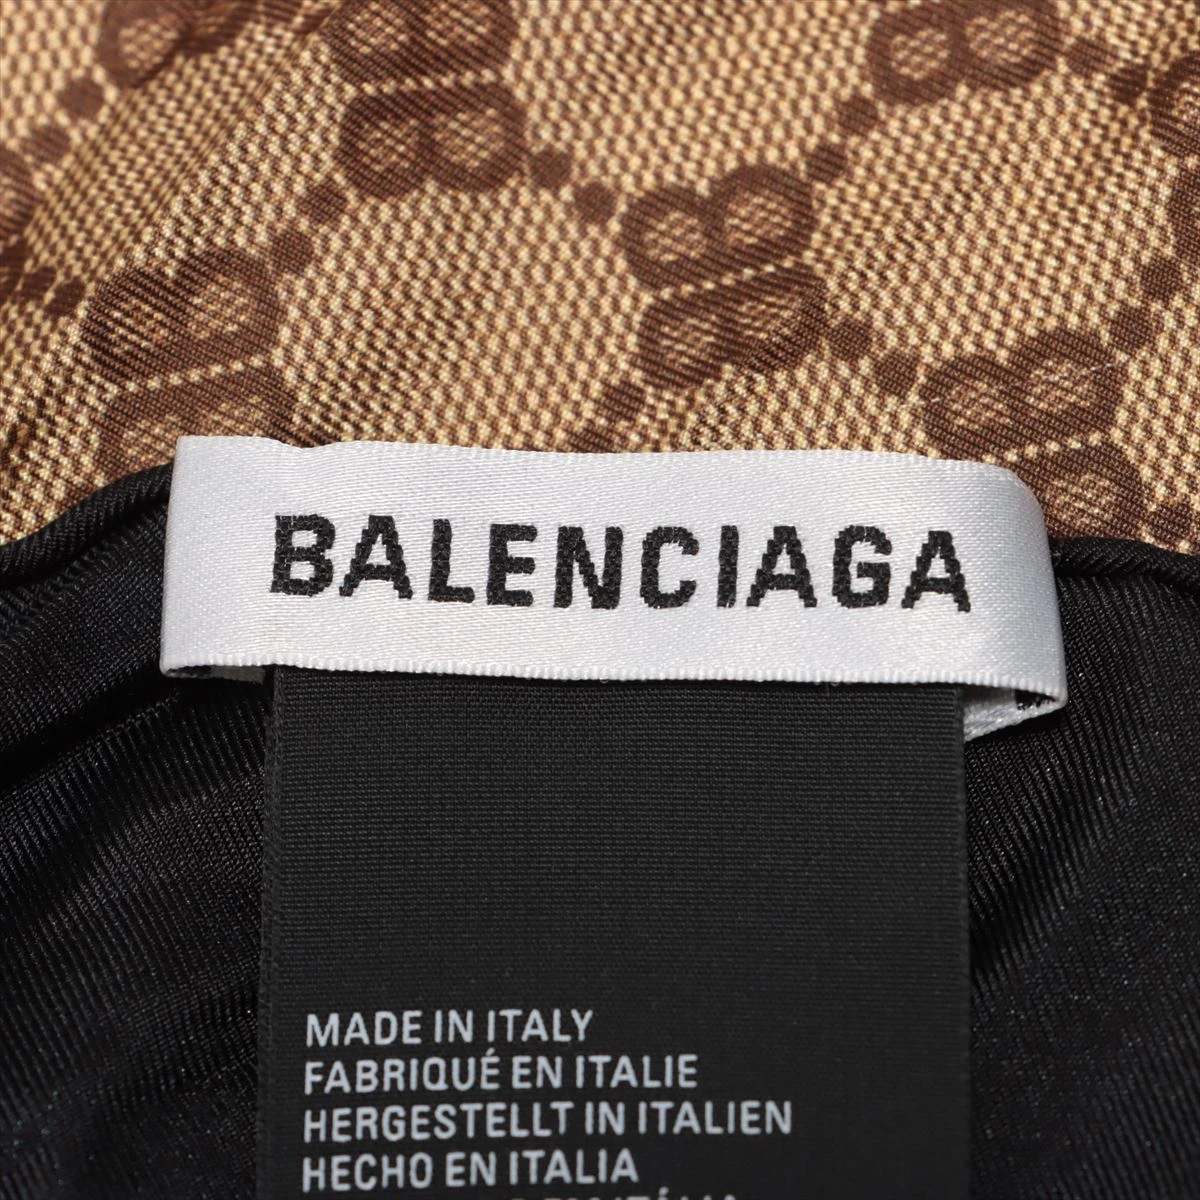 BALENCIAGA
MADE IN ITALY
FABRIQUÉ EN ITALIE
HERGESTELLT IN ITALIEN
HECHO EN ITALIA